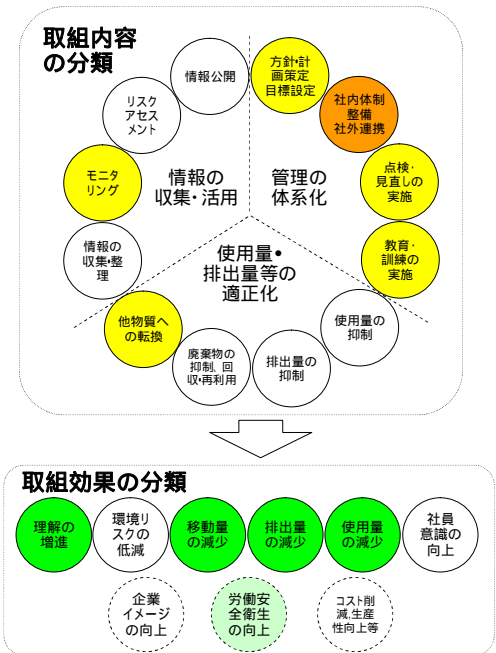 取組内容
の分類
情報公開
方針・計
画策定
目標設定
リスク
アセス
メント
社内体制
整備
社外連携
モニタ
リング
情報の
収集・活用
管理の
体系化
点検・
見直しの
実施
情報の
収集・整
理
使用量・
排出量等の
適正化
教育・
訓練の
実施
他物質へ
の転換
使用量の
抑制
廃棄物の
抑制、回
収・再利用
排出量の
抑制
取組効果の分類
理解の
増進
環境リ
スクの
低減
移動量
の減少
排出量
の減少
使用量
の減少
社員
意識の
向上
企業
イメージ
の向上
労働安
全衛生
の向上
コスト削
減,生産
性向上等